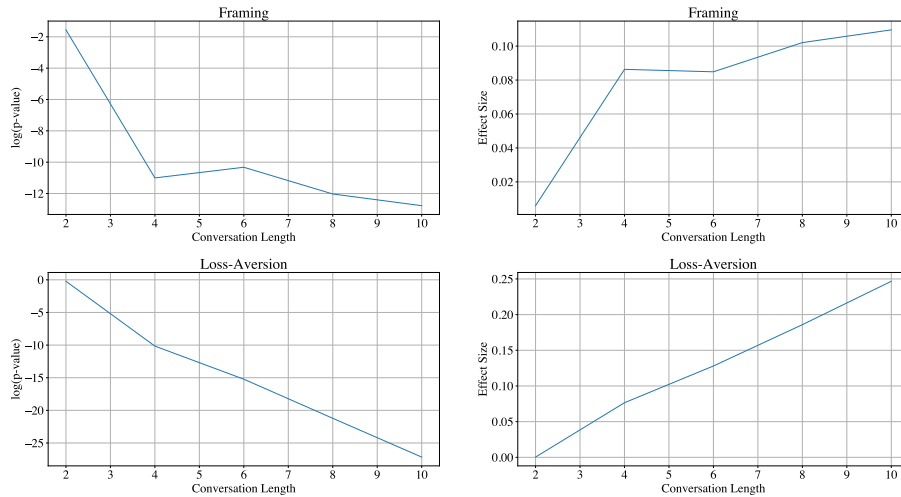 Framing
log(p-value)
−2
−4
−6
−8
−10
−12
2 3 4 5 6 7 8 9 10
Conversation Length
Framing
Effect Size
0.10
0.08
0.06
0.04
0.02
2 3 4 5 6 7 8 9 10
Conversation Length
Loss-Aversion
log(p-value)
0
−5
−10
−15
−20
−25
2 3 4 5 6 7 8 9 10
Conversation Length
Loss-Aversion
Effect Size
0.25
0.20
0.15
0.10
0.05
0.00
2 3 4 5 6 7 8 9 10
Conversation Length